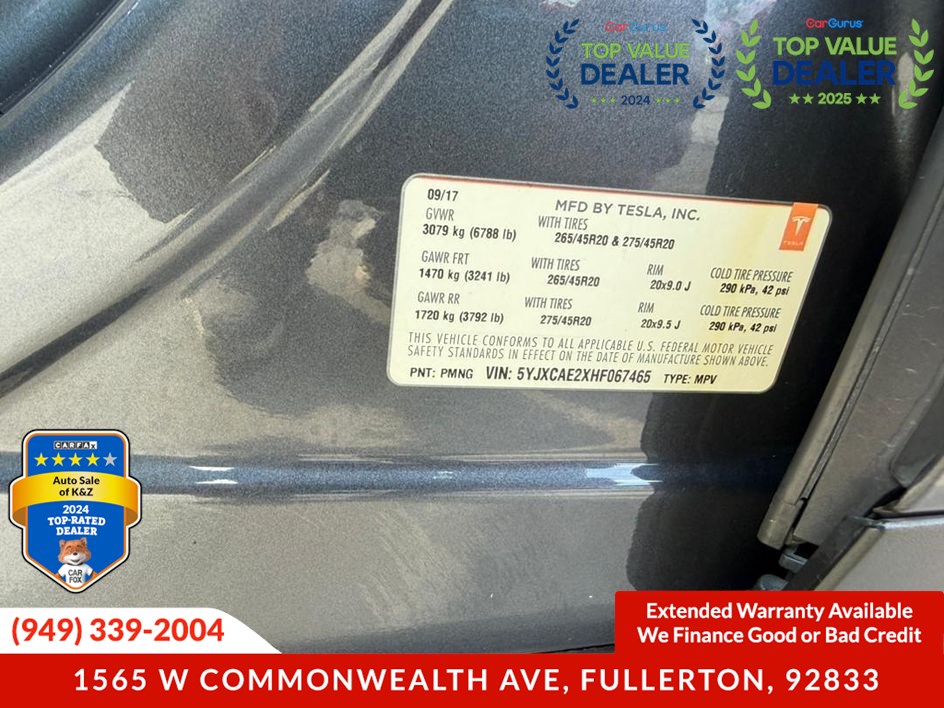 CarGurus
TOP VALUE
DEALER
2024
CarGurus
TOP VALUE
DEALER
★★ 2025 ★★
09/17
MFD BY TESLA, INC.
GVWR
3079 kg (6788 lb)
WITH TIRES
265/45R20 & 275/45R20
TESLA
GAWR FRT
1470 kg (3241 lb)
WITH TIRES
265/45R20
RIM
20x9.0 J
COLD TIRE PRESSURE
290 kPa, 42 psi
GAWR RR
1720 kg (3792 lb)
WITH TIRES
275/45R20
RIM
20x9.5 J
COLD TIRE PRESSURE
290 kPa, 42 psi
THIS VEHICLE CONFORMS TO ALL APPLICABLE U.S. FEDERAL MOTOR VEHICLE
SAFETY STANDARDS IN EFFECT ON THE DATE OF MANUFACTURE SHOWN ABOVE.
PNT: PMNG VIN: 5YJXCAE2XHF067465 TYPE: MPV
CARFAX
Auto Sale
of K&Z
2024
TOP-RATED
DEALER
CAR
FOX
(949) 339-2004
Extended Warranty Available
We Finance Good or Bad Credit
1565 W COMMONWEALTH AVE, FULLERTON, 92833